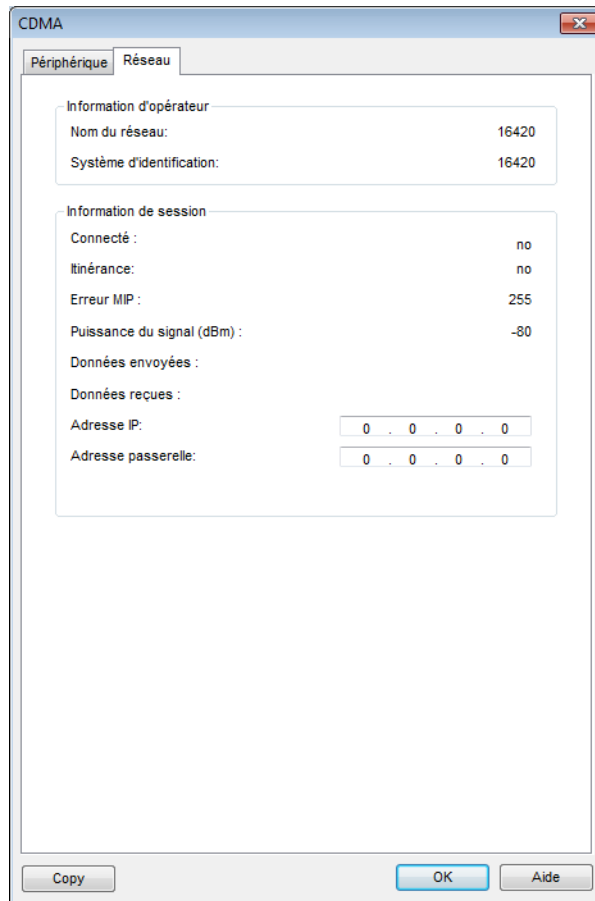 CDMA
Périphérique Réseau
Information d'opérateur
Nom du réseau: 16420
Système d'identification: 16420
Information de session
Connecté : no
Itinérance: no
Erreur MIP : 255
Puissance du signal (dBm) : -80
Données envoyées :
Données reçues :
Adresse IP: 0 . 0 . 0 . 0
Adresse passerelle: 0 . 0 . 0 . 0
Copy OK Aide